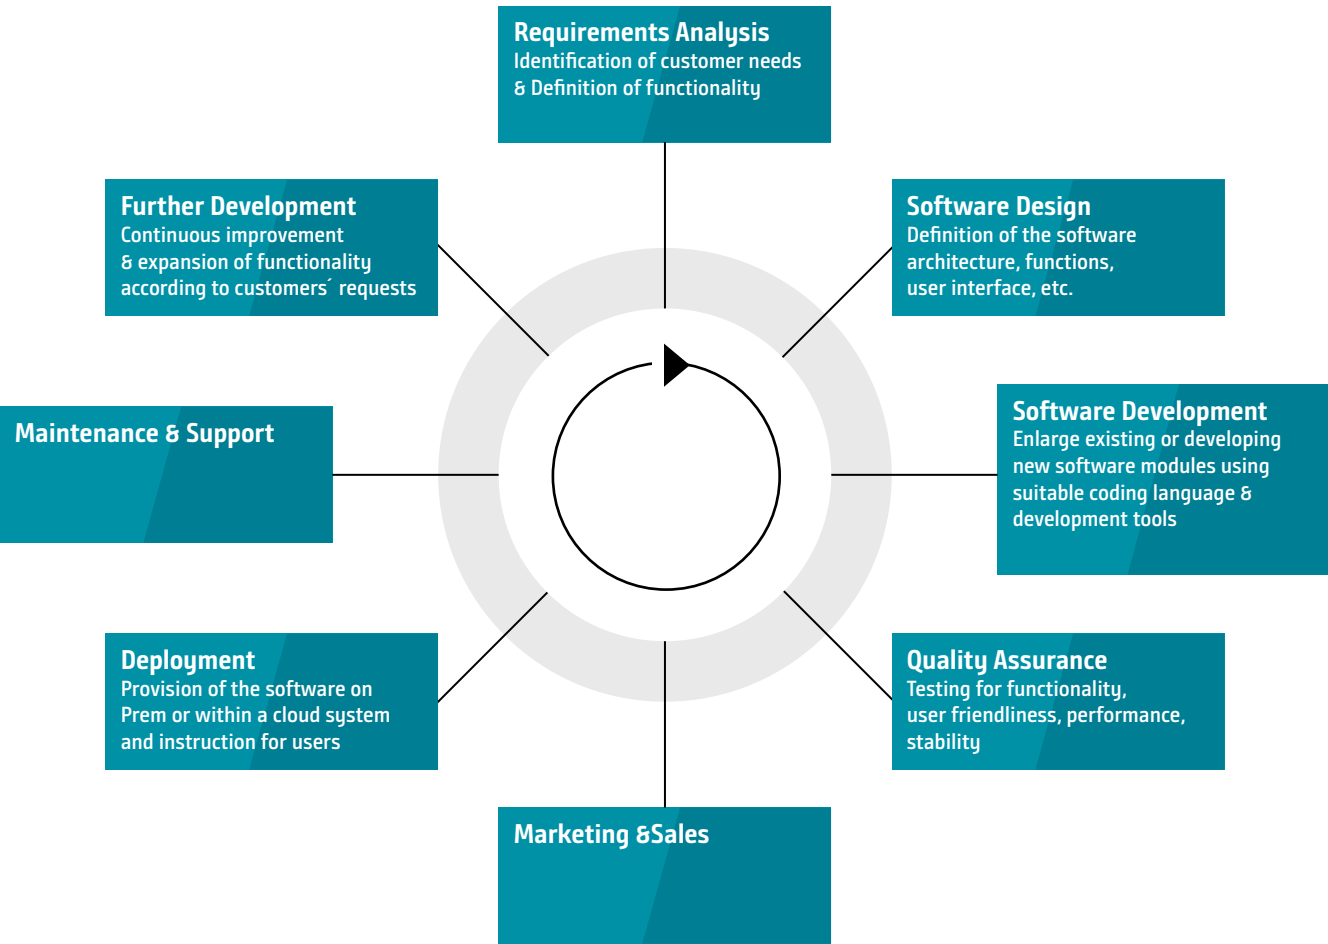 Requirements Analysis
Identification of customer needs
& Definition of functionality
Software Design
Definition of the software
architecture, functions,
user interface, etc.
Software Development
Enlarge existing or developing
new software modules using
suitable coding language &
development tools
Quality Assurance
Testing for functionality,
user friendliness, performance,
stability
Marketing &Sales
Deployment
Provision of the software on
Prem or within a cloud system
and instruction for users
Maintenance & Support
Further Development
Continuous improvement
& expansion of functionality
according to customers´ requests